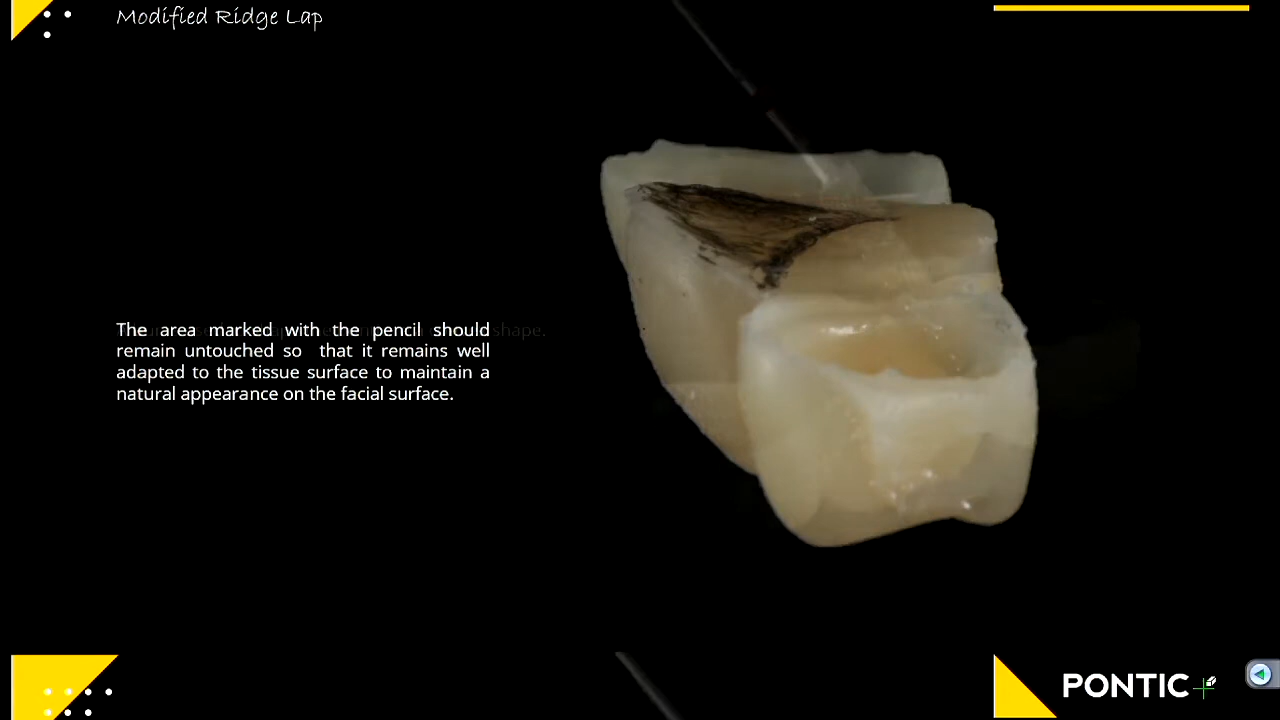 Modified Ridge Lap
The area marked with the pencil should
remain untouched so that it remains well
adapted to the tissue surface to maintain a
natural appearance on the facial surface.
shape.
PONTIC